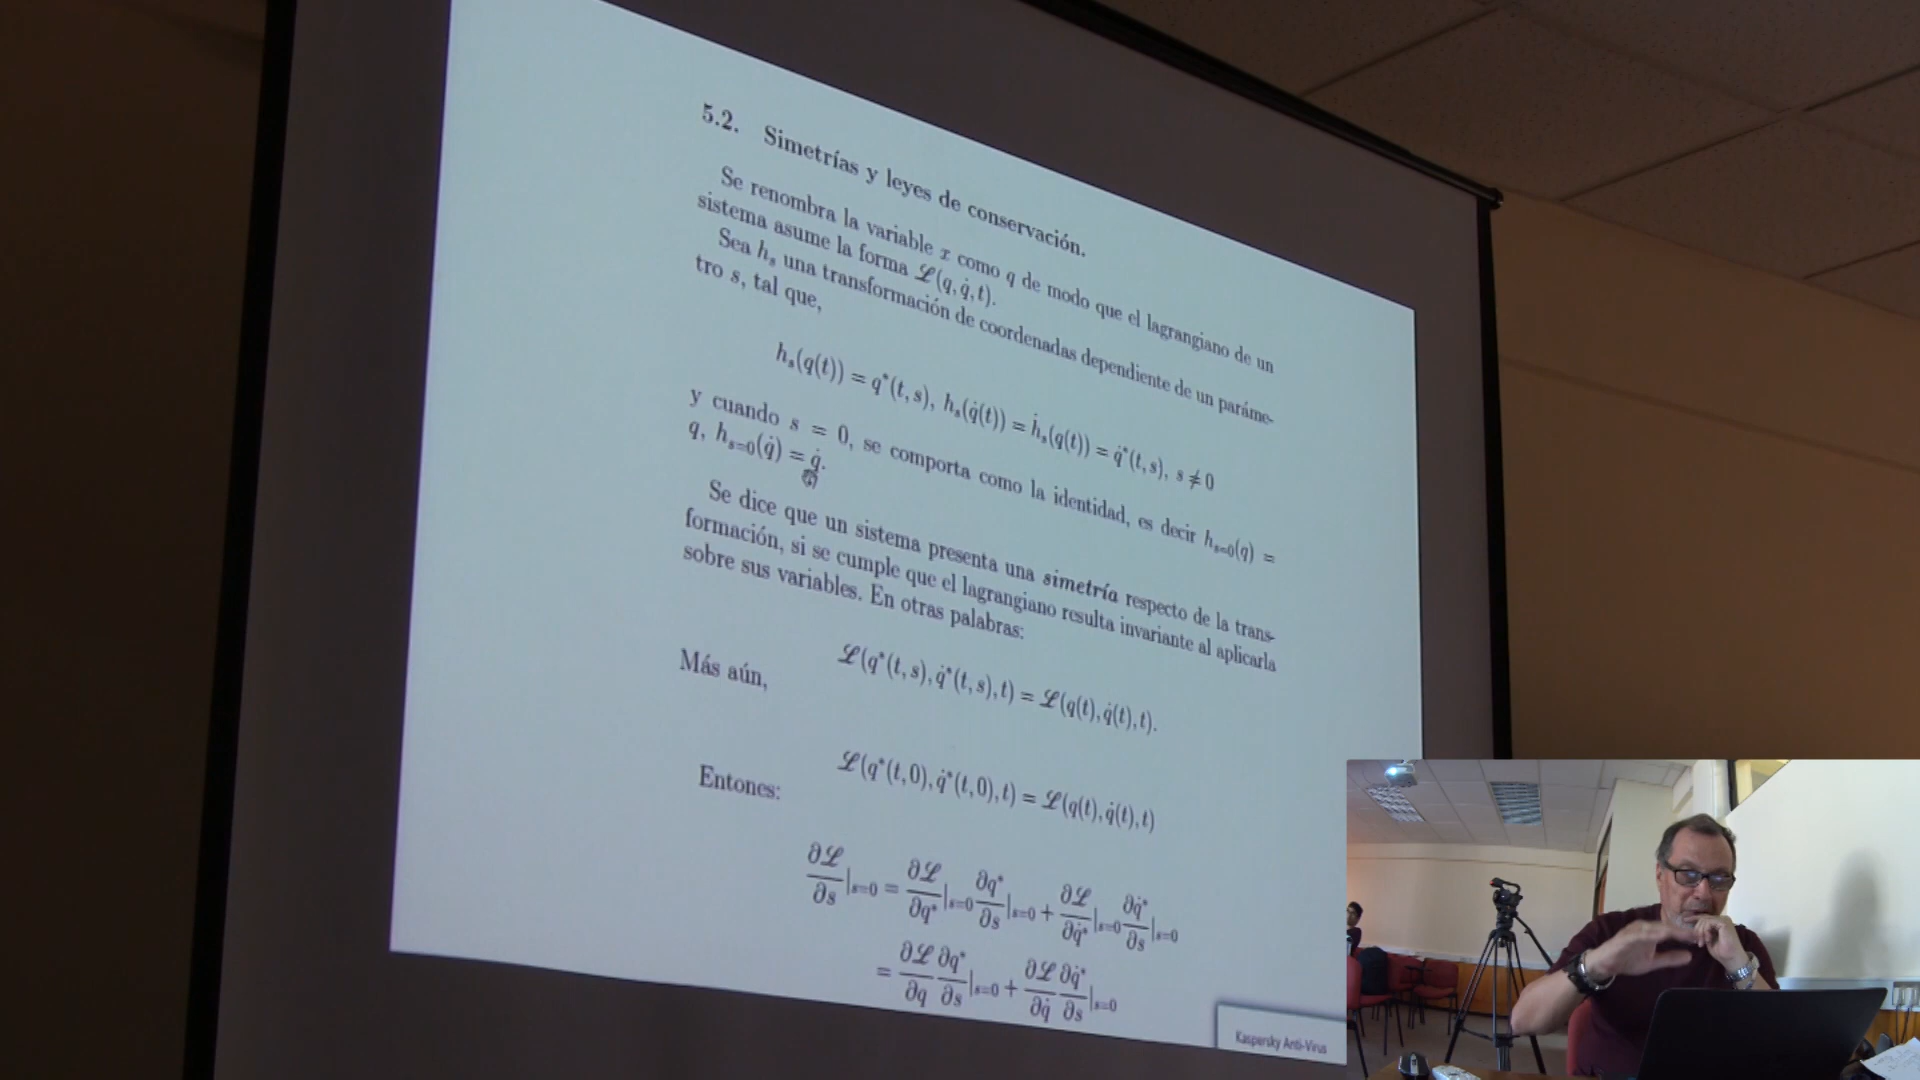 5.2. Simetrías y leyes de conservación.
Se renombra la variable x como q de modo que el lagrangiano de un
sistema asume la forma ℒ(q, q̇, t).
Sea hₛ una transformación de coordenadas dependiente de un paráme-
tro s, tal que,
hₛ(q(t)) = q*(t, s), hₛ(q̇(t)) = ḣₛ(q(t)) = q̇*(t, s), s ≠ 0
y cuando s = 0, se comporta como la identidad, es decir hₛ₌₀(q) =
q, hₛ₌₀(q̇) = q̇.
Se dice que un sistema presenta una simetría respecto de la trans-
formación, si se cumple que el lagrangiano resulta invariante al aplicarla
sobre sus variables. En otras palabras:
ℒ(q*(t, s), q̇*(t, s), t) = ℒ(q(t), q̇(t), t).
Más aún,
ℒ(q*(t, 0), q̇*(t, 0), t) = ℒ(q(t), q̇(t), t)
Entones:
∂ℒ/∂s|ₛ₌₀ = ∂ℒ/∂q*|ₛ₌₀ ∂q*/∂s|ₛ₌₀ + ∂ℒ/∂q̇*|ₛ₌₀ ∂q̇*/∂s|ₛ₌₀
= ∂ℒ/∂q ∂q*/∂s|ₛ₌₀ + ∂ℒ/∂q̇ ∂q̇*/∂s|ₛ₌₀
Kaspersky Anti-Virus